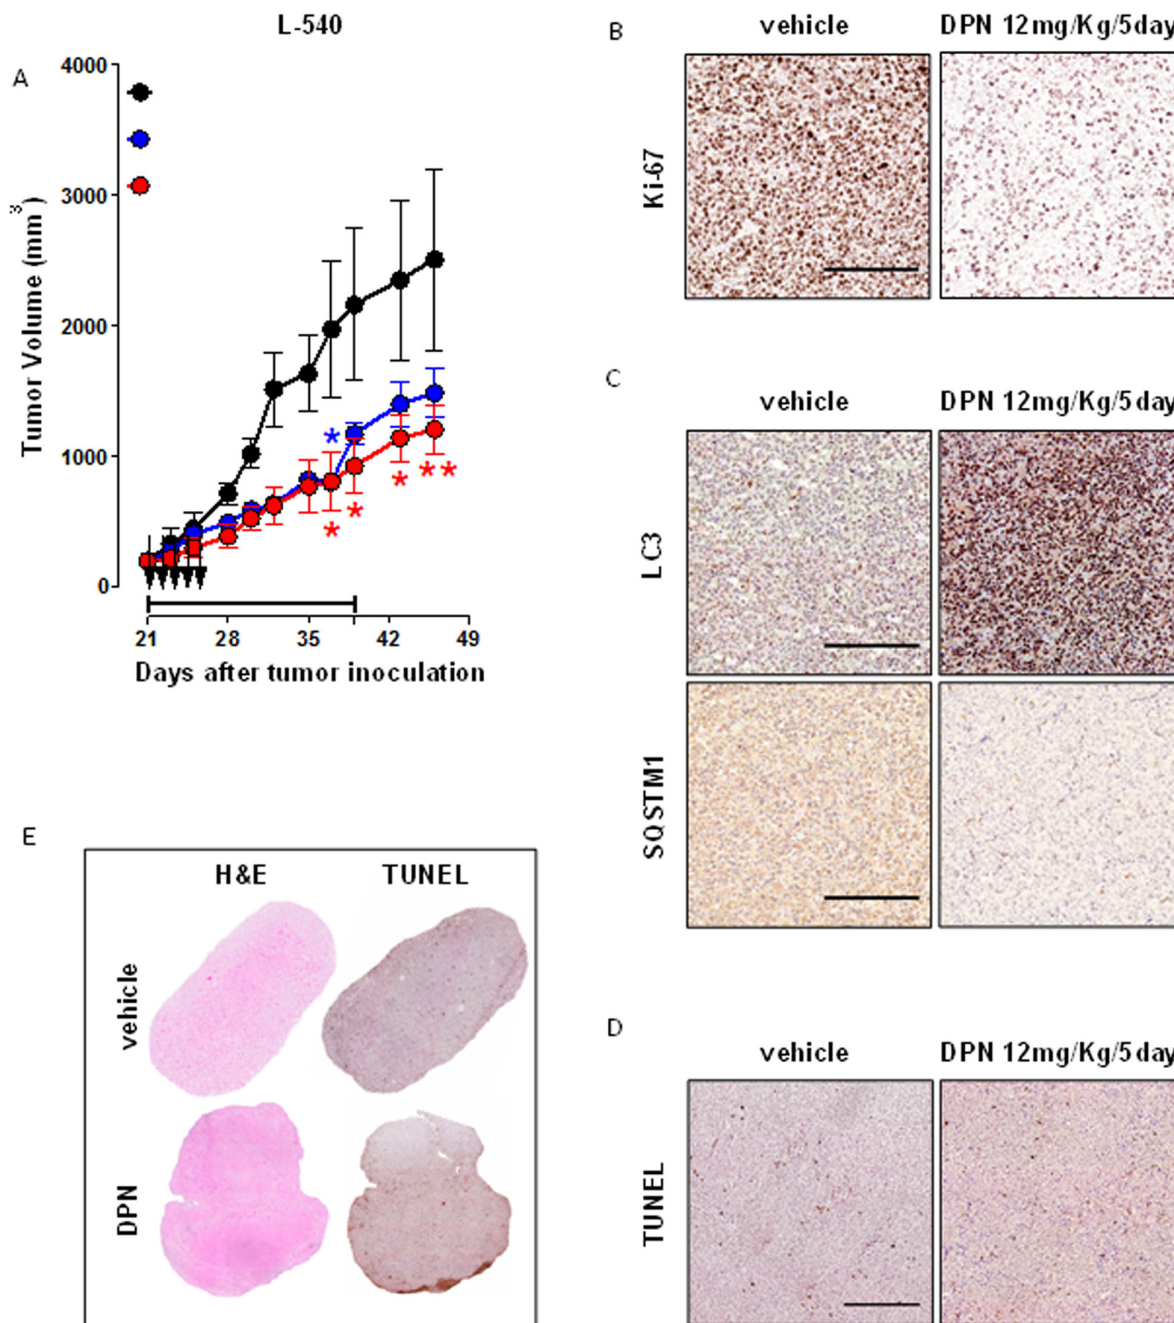 L-540
A
4000
3000
2000
1000
0
Tumor Volume (mm³)
* * * * **
21 28 35 42 49
Days after tumor inoculation
B
vehicle DPN 12mg/Kg/5day
Ki-67
C
vehicle DPN 12mg/Kg/5day
LC3
SQSTM1
E
H&E TUNEL
vehicle
DPN
D
vehicle DPN 12mg/Kg/5day
TUNEL